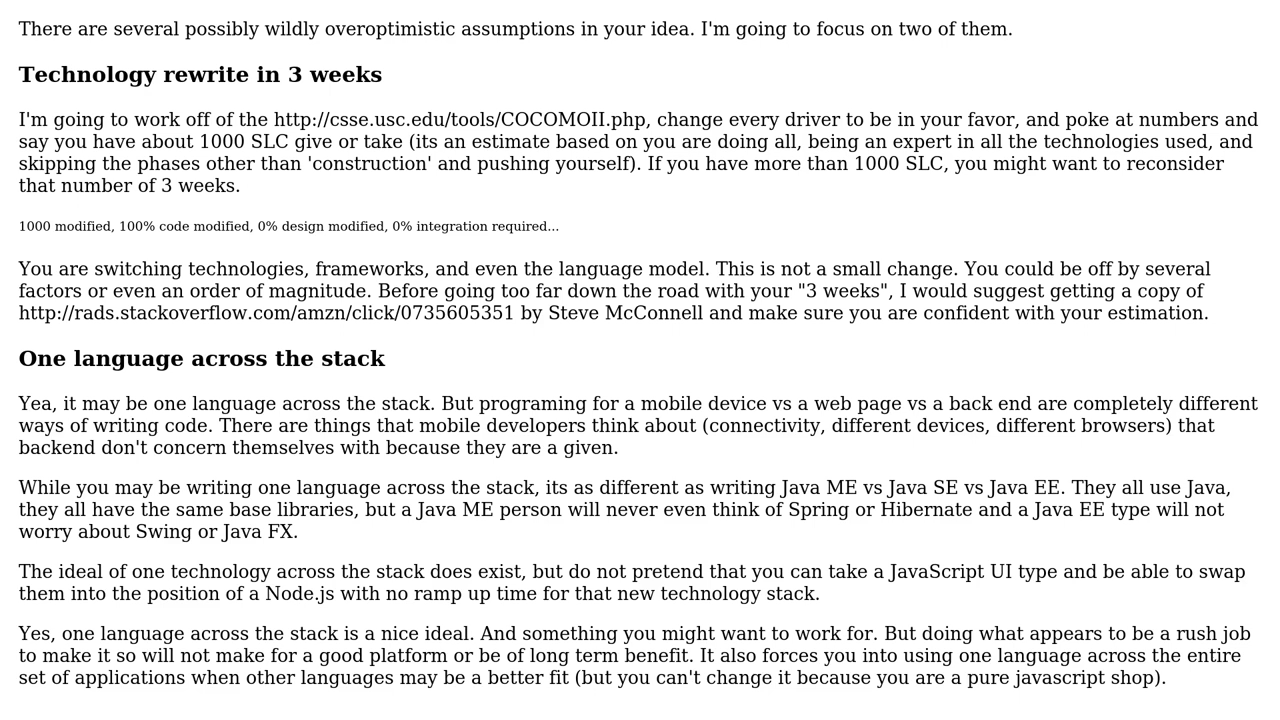 There are several possibly wildly overoptimistic assumptions in your idea. I'm going to focus on two of them.
Technology rewrite in 3 weeks
I'm going to work off of the http://csse.usc.edu/tools/COCOMOII.php, change every driver to be in your favor, and poke at numbers and
say you have about 1000 SLC give or take (its an estimate based on you are doing all, being an expert in all the technologies used, and
skipping the phases other than 'construction' and pushing yourself). If you have more than 1000 SLC, you might want to reconsider
that number of 3 weeks.
1000 modified, 100% code modified, 0% design modified, 0% integration required...
You are switching technologies, frameworks, and even the language model. This is not a small change. You could be off by several
factors or even an order of magnitude. Before going too far down the road with your "3 weeks", I would suggest getting a copy of
http://rads.stackoverflow.com/amzn/click/0735605351 by Steve McConnell and make sure you are confident with your estimation.
One language across the stack
Yea, it may be one language across the stack. But programing for a mobile device vs a web page vs a back end are completely different
ways of writing code. There are things that mobile developers think about (connectivity, different devices, different browsers) that
backend don't concern themselves with because they are a given.
While you may be writing one language across the stack, its as different as writing Java ME vs Java SE vs Java EE. They all use Java,
they all have the same base libraries, but a Java ME person will never even think of Spring or Hibernate and a Java EE type will not
worry about Swing or Java FX.
The ideal of one technology across the stack does exist, but do not pretend that you can take a JavaScript UI type and be able to swap
them into the position of a Node.js with no ramp up time for that new technology stack.
Yes, one language across the stack is a nice ideal. And something you might want to work for. But doing what appears to be a rush job
to make it so will not make for a good platform or be of long term benefit. It also forces you into using one language across the entire
set of applications when other languages may be a better fit (but you can't change it because you are a pure javascript shop).